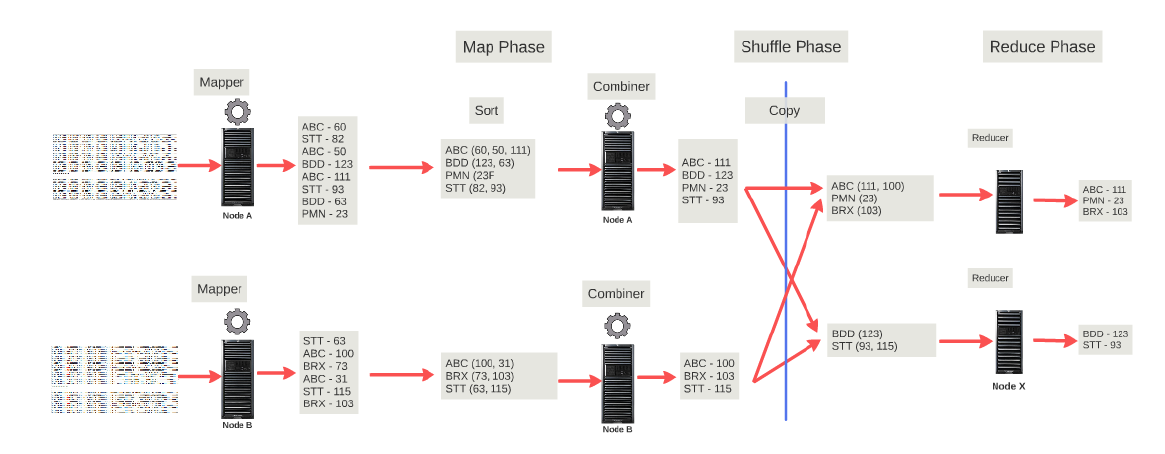 Map Phase
Shuffle Phase
Reduce Phase
Mapper
Sort
Combiner
Copy
Reducer
ABC - 60
STT - 82
ABC - 50
BDD - 123
ABC - 111
STT - 93
BDD - 63
PMN - 23
ABC (60, 50, 111)
BDD (123, 63)
PMN (23F
STT (82, 93)
ABC - 111
BDD - 123
PMN - 23
STT - 93
ABC (111, 100)
PMN (23)
BRX (103)
ABC - 111
PMN - 23
BRX - 103
Node A
Node A
Mapper
Combiner
Reducer
STT - 63
ABC - 100
BRX - 73
ABC - 31
STT - 115
BRX - 103
ABC (100, 31)
BRX (73, 103)
STT (63, 115)
ABC - 100
BRX - 103
STT - 115
BDD (123)
STT (93, 115)
BDD - 123
STT - 93
Node B
Node B
Node X